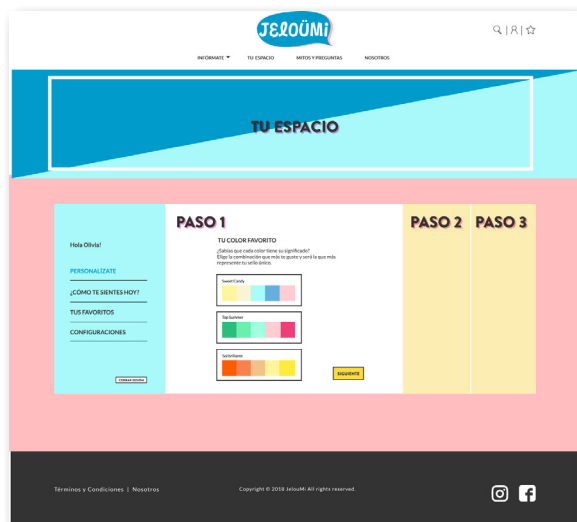 JELOÜMi
INFÓRMATE
TU ESPACIO
MITOS Y PREGUNTAS
NOSOTROS
TU ESPACIO
Hola Olivia!
PERSONALÍZATE
¿CÓMO TE SIENTES HOY?
TUS FAVORITOS
CONFIGURACIONES
CERRAR SESIÓN
PASO 1
TU COLOR FAVORITO
¿Sabías que cada color tiene su significado?
Elige la combinación que más te guste y será la que más
represente tu sello único.
Sweet Candy
Top Summer
Sol brillante
SIGUIENTE
PASO 2
PASO 3
Términos y Condiciones | Nosotros
Copyright © 2018 JelouMi All rights reserved.